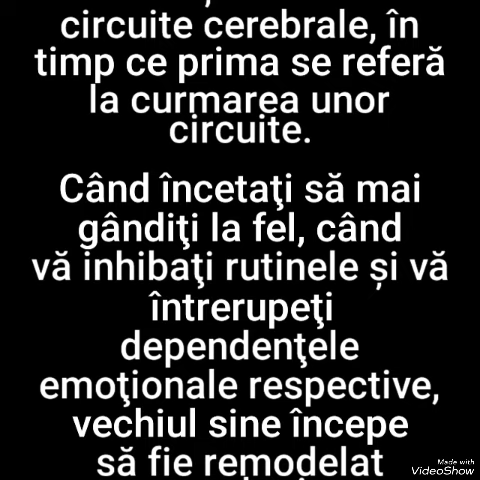 circuite cerebrale, în
timp ce prima se referă
la curmarea unor
circuite.
Când încetaţi să mai
gândiţi la fel, când
vă inhibaţi rutinele și vă
întrerupeţi
dependenţele
emoţionale respective,
vechiul sine începe
să fie remodelat
Made with
VideoShow